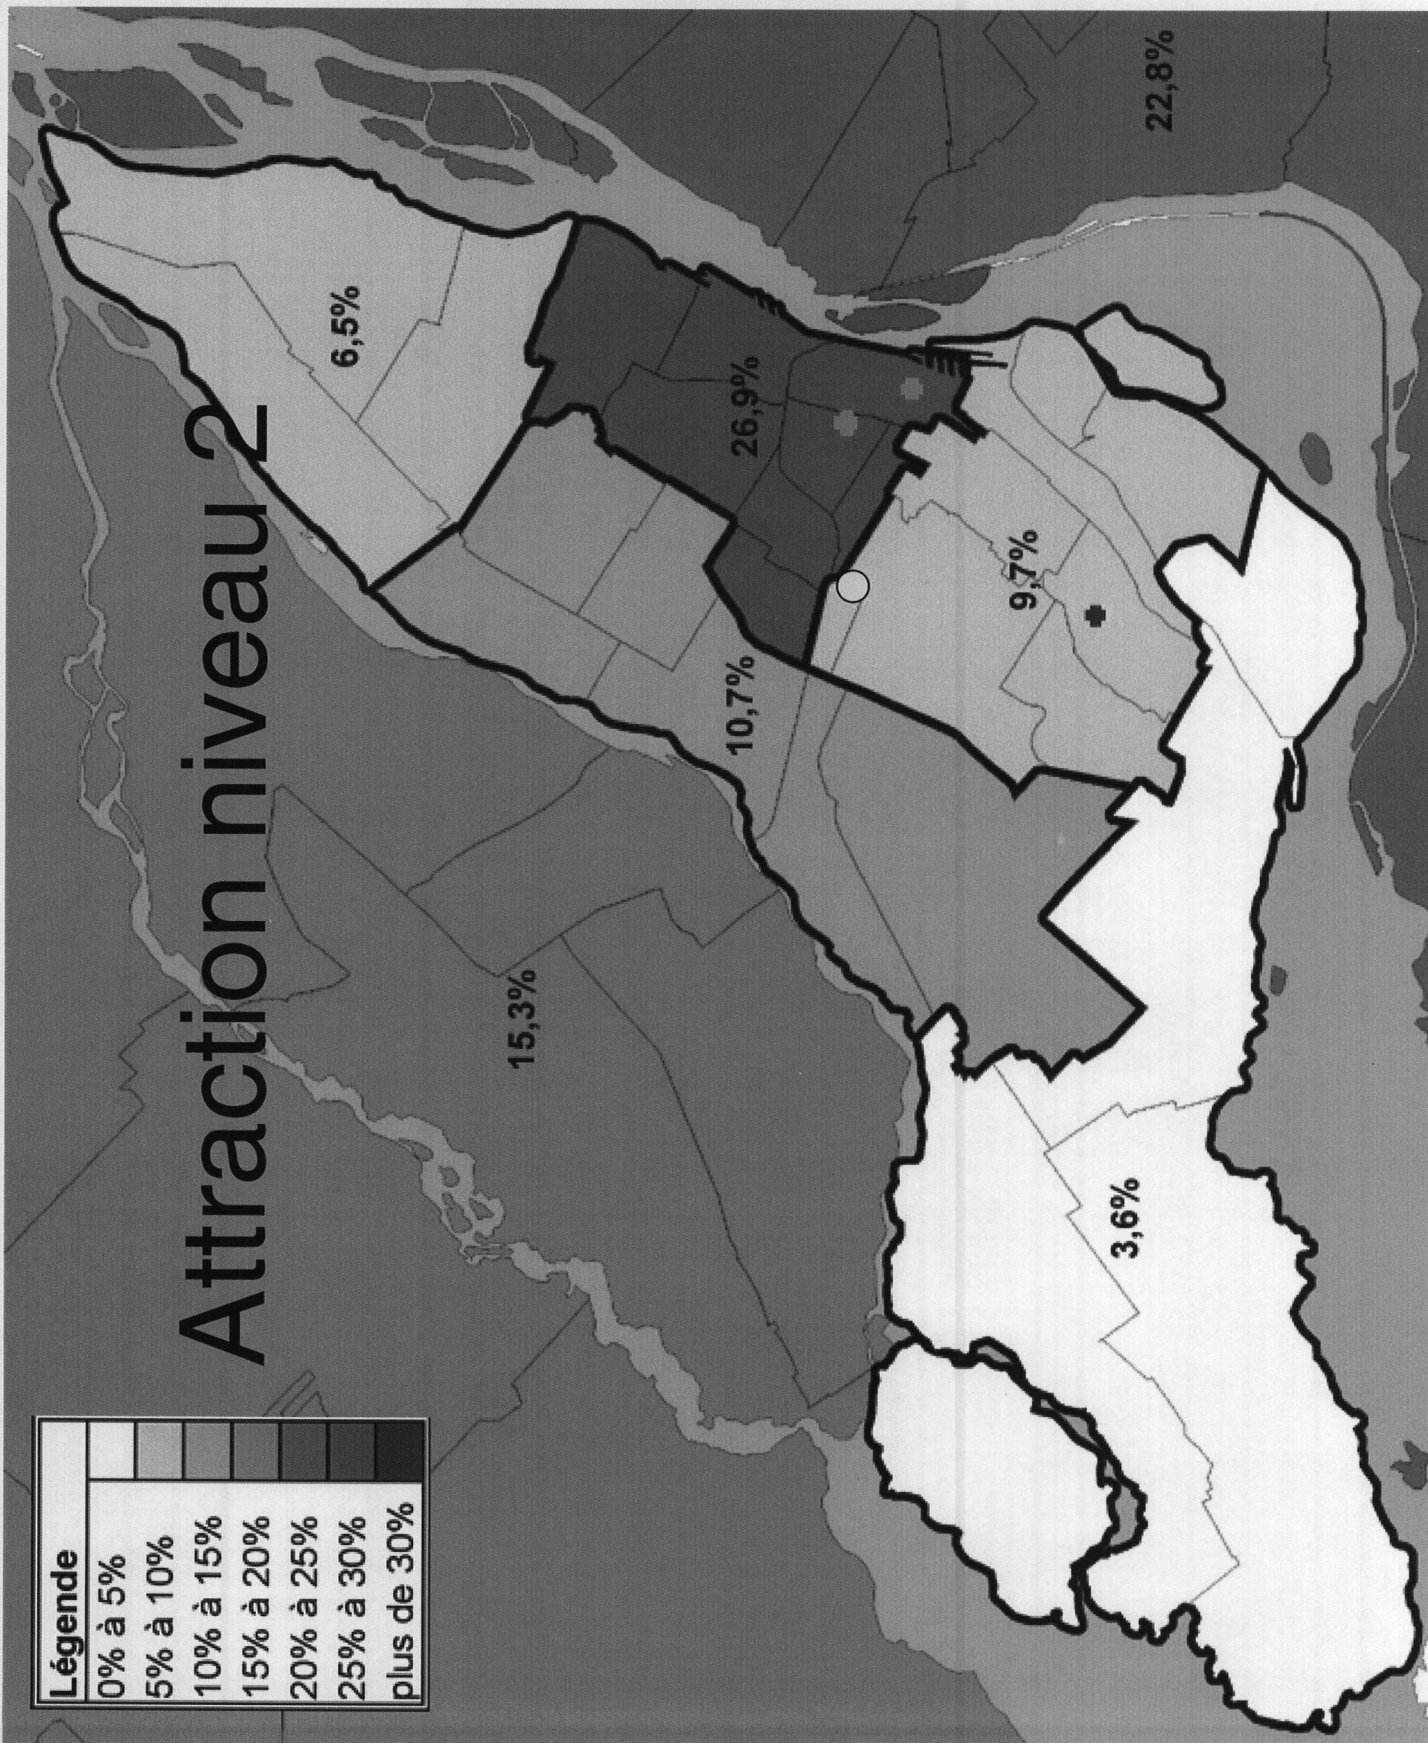 Attraction niveau 2
Légende
0% à 5%
5% à 10%
10% à 15%
15% à 20%
20% à 25%
25% à 30%
plus de 30%
6,5%
26,9%
22,8%
10,7%
9,7%
15,3%
3,6%